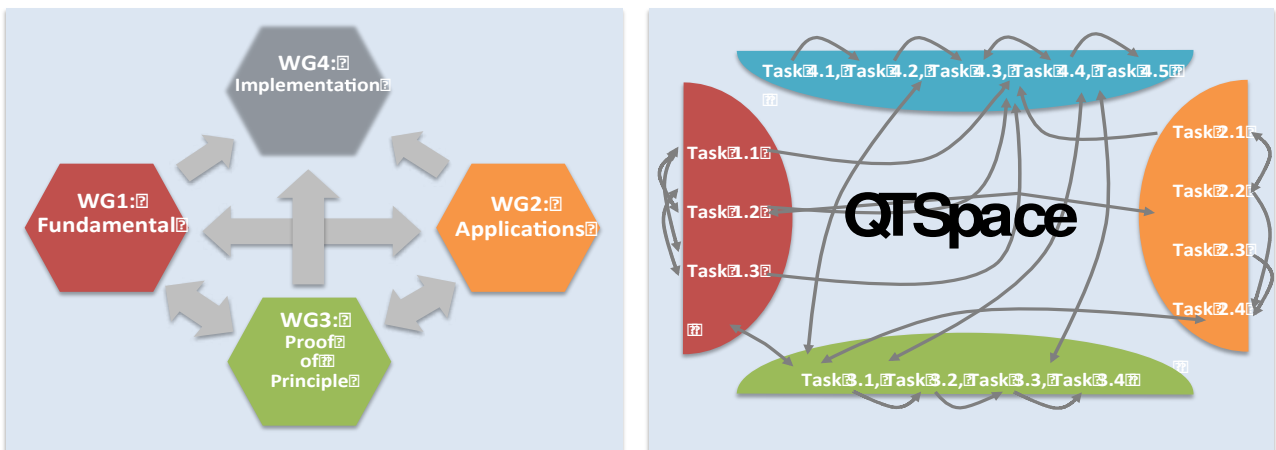 WG4:
Implementation
WG1:
Fundamental
WG2:
Applications
WG3:
Proof
of
Principle
Task 4.1, Task 4.2, Task 4.3, Task 4.4, Task 4.5
Task 1.1
Task 1.2
Task 1.3
QTSpace
Task 2.1
Task 2.2
Task 2.3
Task 2.4
Task 3.1, Task 3.2, Task 3.3, Task 3.4